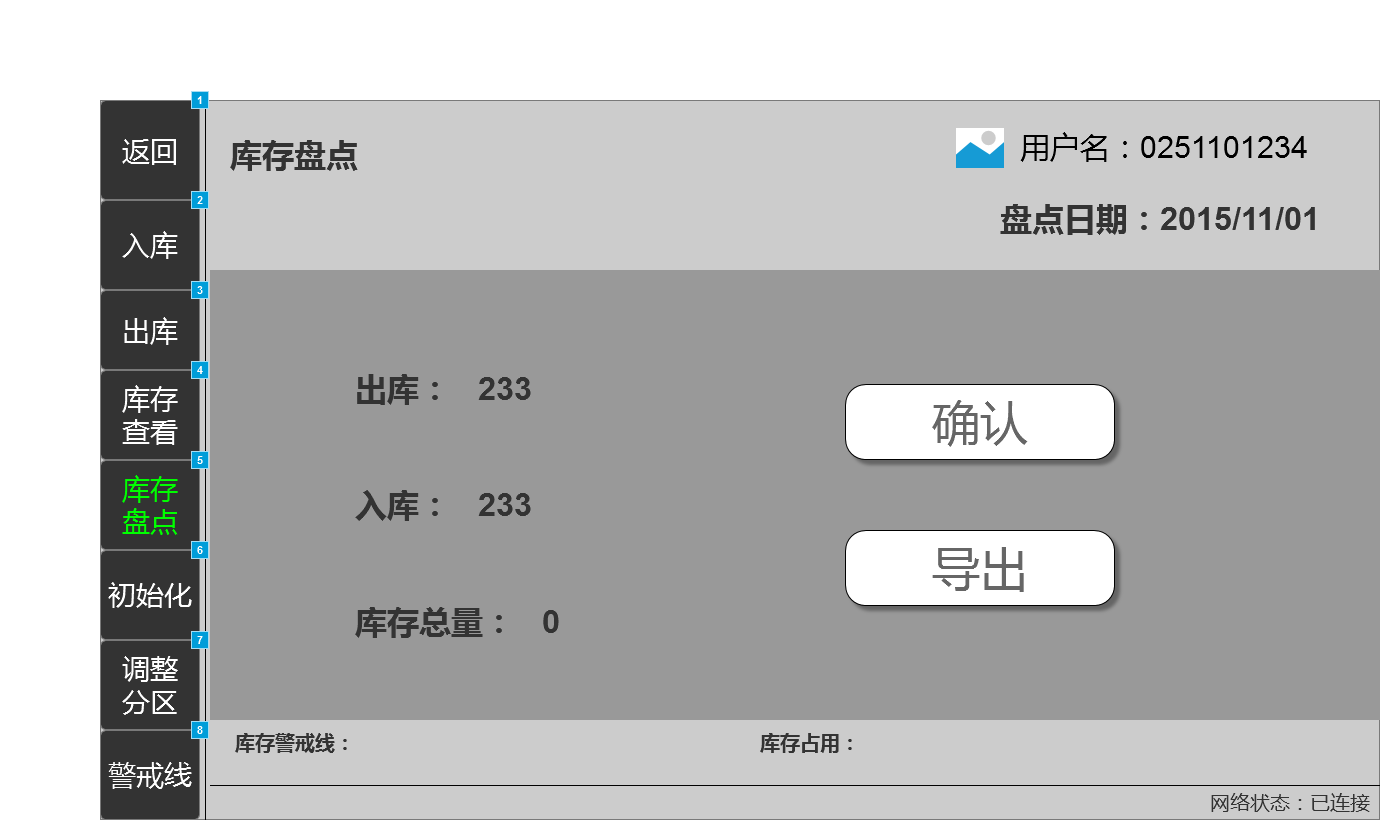 1
返回
库存盘点
用户名：0251101234
2
入库
盘点日期：2015/11/01
3
出库
4
库存
查看
出库： 233
确认
5
库存
盘点
入库： 233
6
初始化
导出
库存总量： 0
7
调整
分区
8
警戒线
库存警戒线：
库存占用：
网络状态：已连接